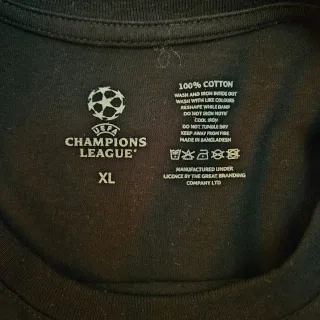 UEFA
CHAMPIONS
LEAGUE
XL
100% COTTON
WASH AND IRON INSIDE OUT
WASH WITH LIKE COLOURS
RESHAPE WHILE DAMP
DO NOT IRON MOTIF
COOL IRON
DO NOT TUMBLE DRY
KEEP AWAY FROM FIRE
MADE IN BANGLADESH
MANUFACTURED UNDER
LICENCE BY THE GREAT BRANDING
COMPANY LTD